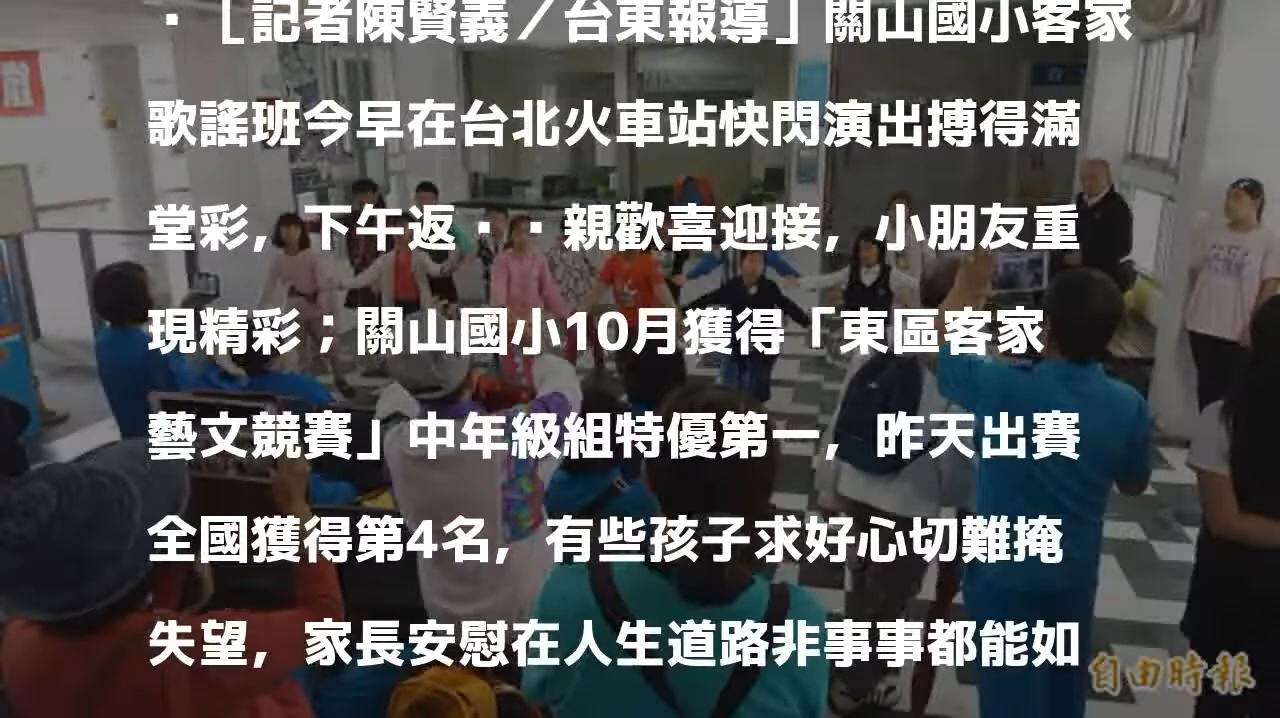 ·［記者陳賢義／台東報導］關山國小客家
歌謠班今早在台北火車站快閃演出搏得滿
堂彩，下午返··親歡喜迎接，小朋友重
現精彩；關山國小10月獲得「東區客家
藝文競賽」中年級組特優第一，昨天出賽
全國獲得第4名，有些孩子求好心切難掩
失望，家長安慰在人生道路非事事都能如
自由時報